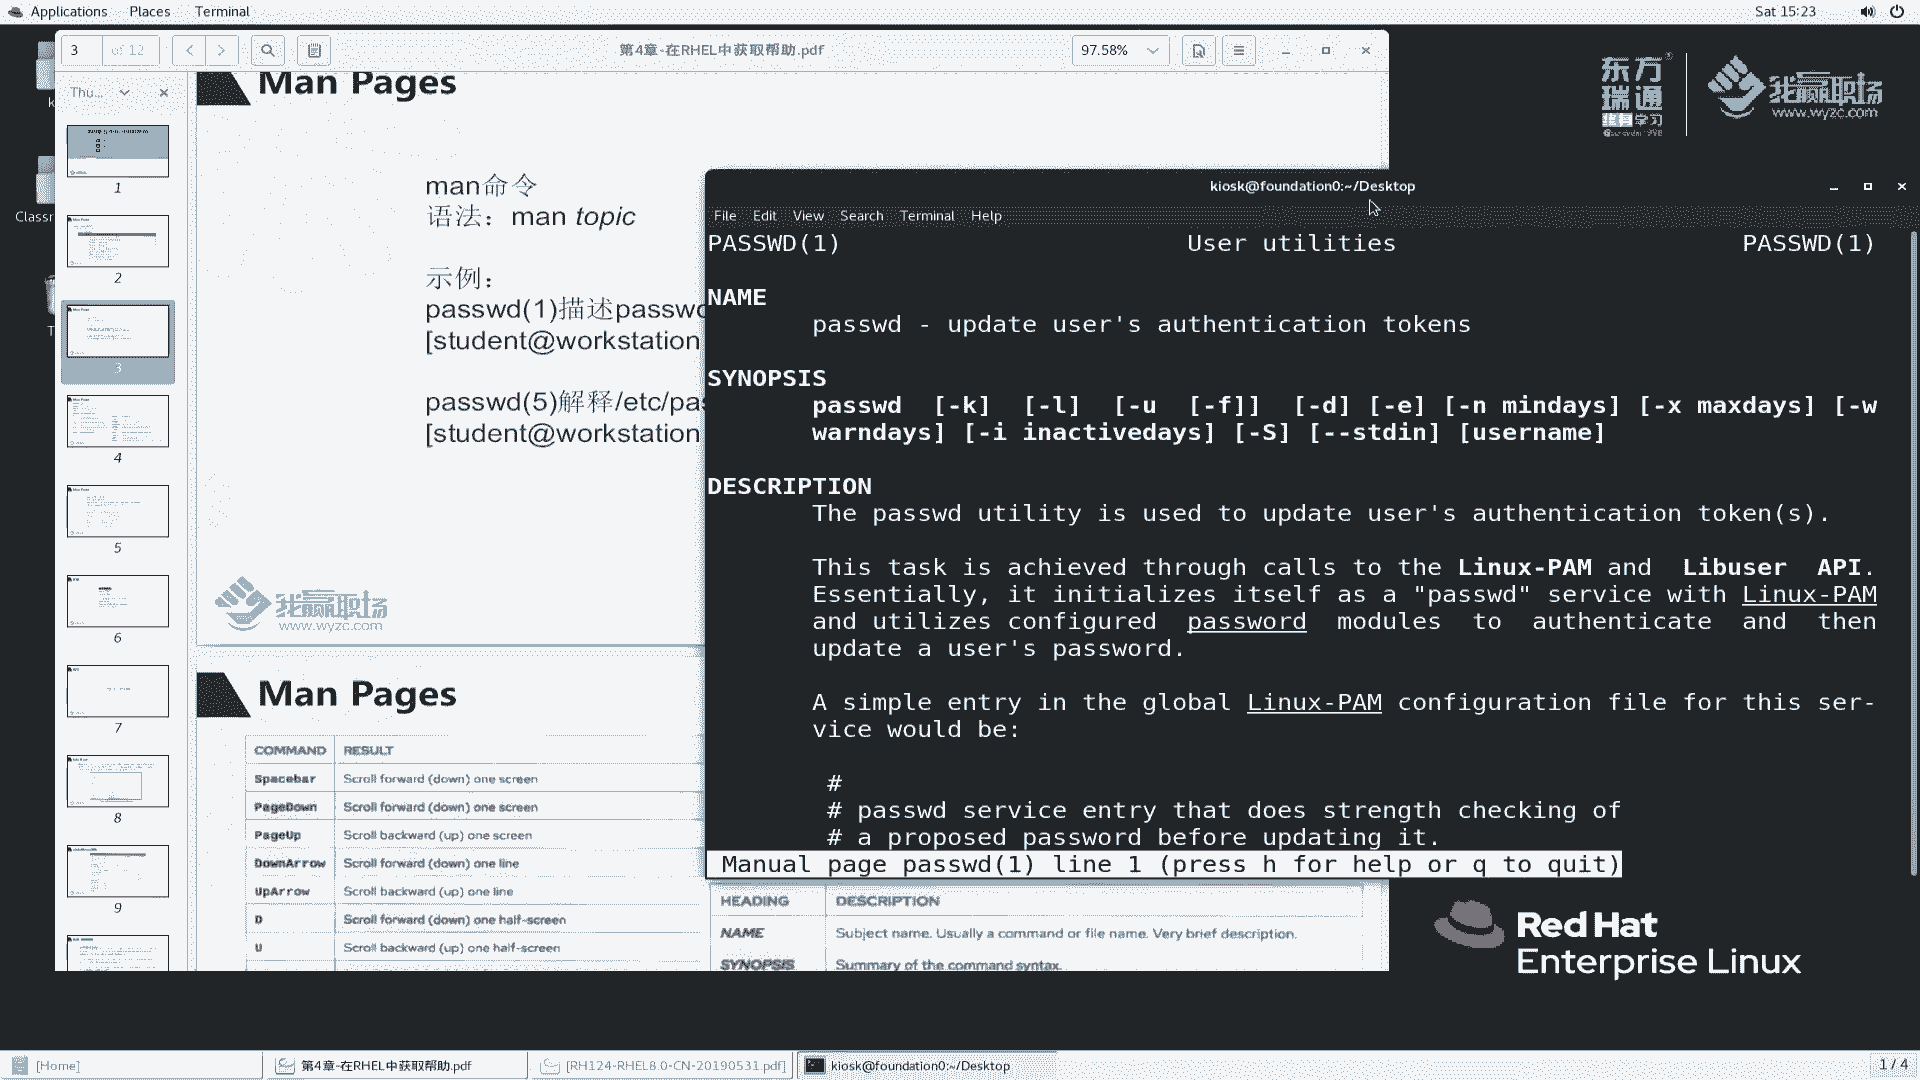 Applications Places Terminal
Sat 15:23
3 of 12
第4章-在RHEL中获取帮助.pdf
97.58%
Thu...
1
2
3
4
5
6
7
8
9
Man Pages
man命令
语法：man topic
示例：
passwd(1)描述passwd
[student@workstation
passwd(5)解释/etc/pas
[student@workstation
我赢职场
www.wyzc.com
Man Pages
COMMAND RESULT
Spacebar Scroll forward (down) one screen
PageDown Scroll forward (down) one screen
PageUp Scroll backward (up) one screen
DownArrow Scroll forward (down) one line
UpArrow Scroll backward (up) one line
D Scroll forward (down) one half-screen
U Scroll backward (up) one half-screen
HEADING DESCRIPTION
NAME Subject name. Usually a command or file name. Very brief description.
SYNOPSIS Summary of the command syntax.
kiosk@foundation0:~/Desktop
File Edit View Search Terminal Help
PASSWD(1) User utilities PASSWD(1)
NAME
passwd - update user's authentication tokens
SYNOPSIS
passwd [-k] [-l] [-u [-f]] [-d] [-e] [-n mindays] [-x maxdays] [-w
warndays] [-i inactivedays] [-S] [--stdin] [username]
DESCRIPTION
The passwd utility is used to update user's authentication token(s).
This task is achieved through calls to the Linux-PAM and Libuser API.
Essentially, it initializes itself as a "passwd" service with Linux-PAM
and utilizes configured password modules to authenticate and then
update a user's password.
A simple entry in the global Linux-PAM configuration file for this ser-
vice would be:
#
# passwd service entry that does strength checking of
# a proposed password before updating it.
Manual page passwd(1) line 1 (press h for help or q to quit)
东方
瑞通
终身学习
我赢职场
www.wyzc.com
Classr
Red Hat
Enterprise Linux
[Home]
第4章-在RHEL中获取帮助.pdf
[RH124-RHEL8.0-CN-20190531.pdf]
kiosk@foundation0:~/Desktop
1 / 4